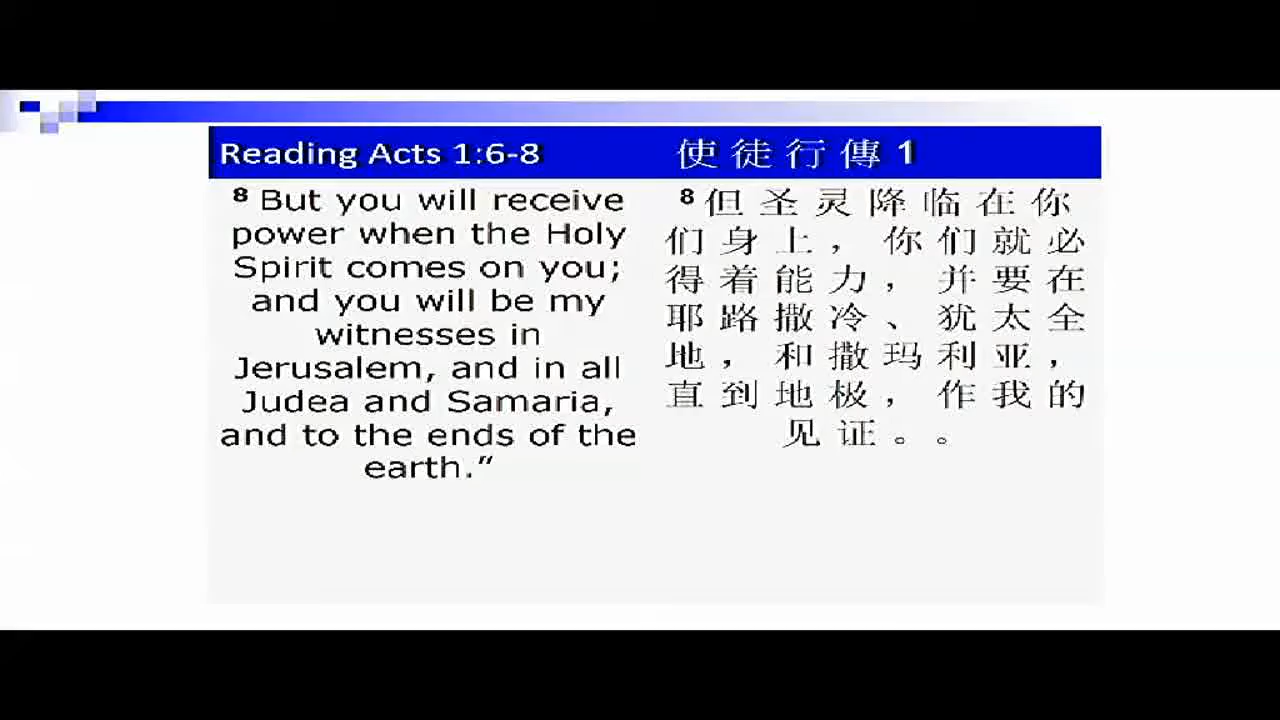 Reading Acts 1:6-8
使徒行傳 1
8 But you will receive
power when the Holy
Spirit comes on you;
and you will be my
witnesses in
Jerusalem, and in all
Judea and Samaria,
and to the ends of the
earth.”
8 但圣灵降临在你
们身上，你们就必
得着能力，并要在
耶路撒冷、犹太全
地，和撒玛利亚，
直到地极，作我的
见证。。